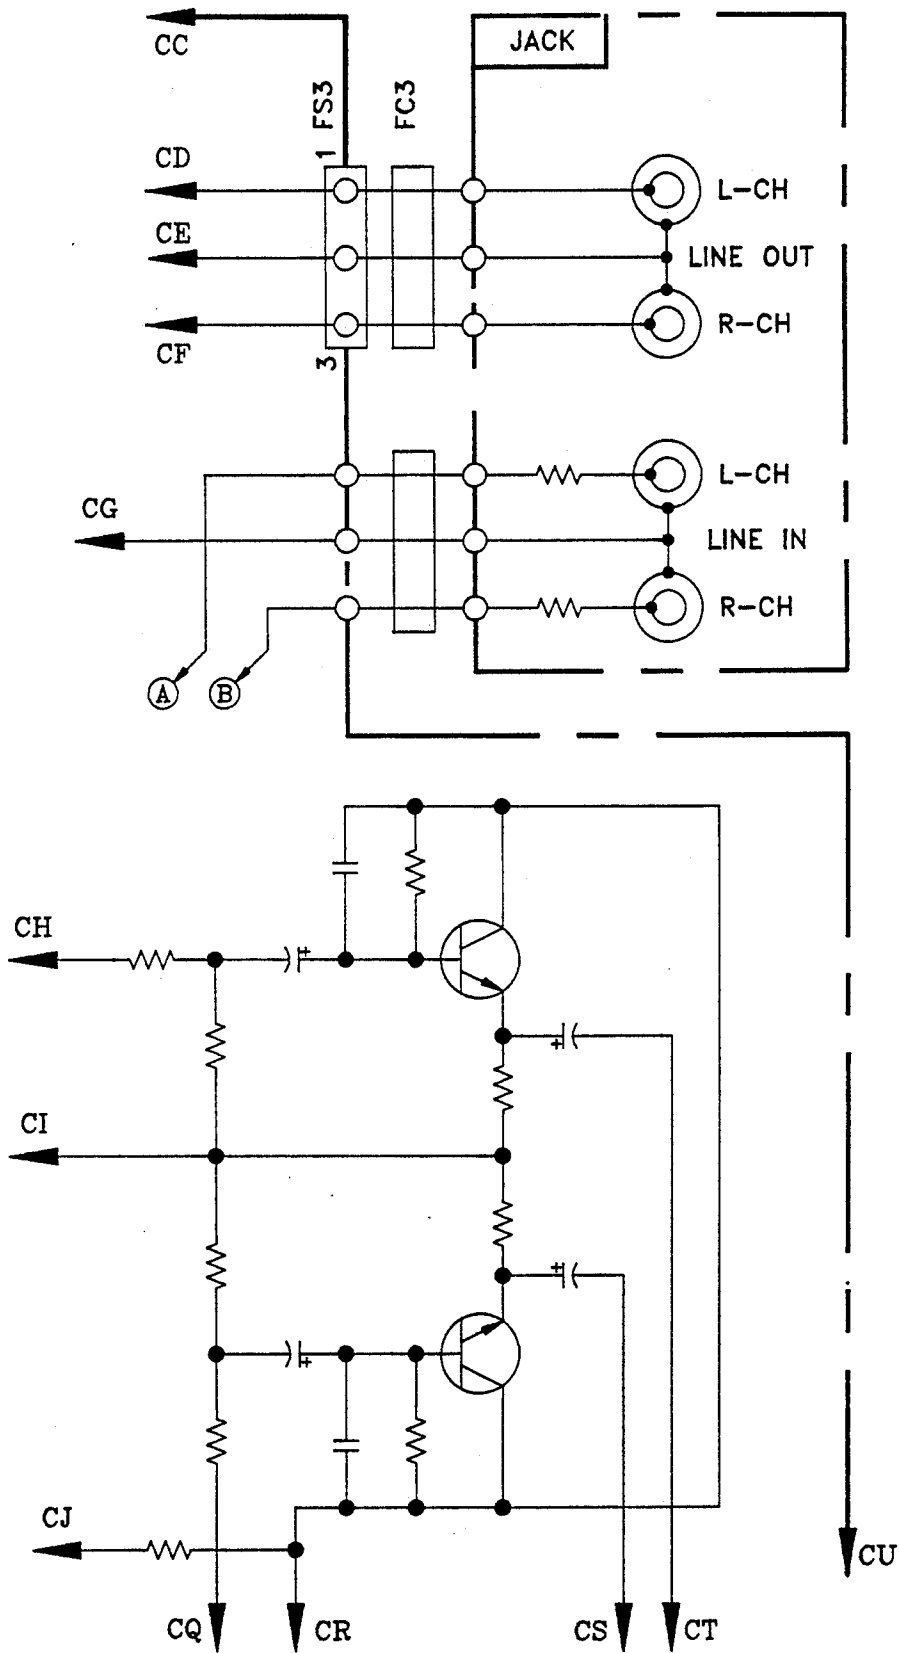 CC
JACK
FS3
FC3
1
CD
L-CH
CE
LINE OUT
R-CH
CF
3
L-CH
CG
LINE IN
R-CH
A
B
CH
+
+
CI
+
+
CJ
CU
CQ
CR
CS
CT